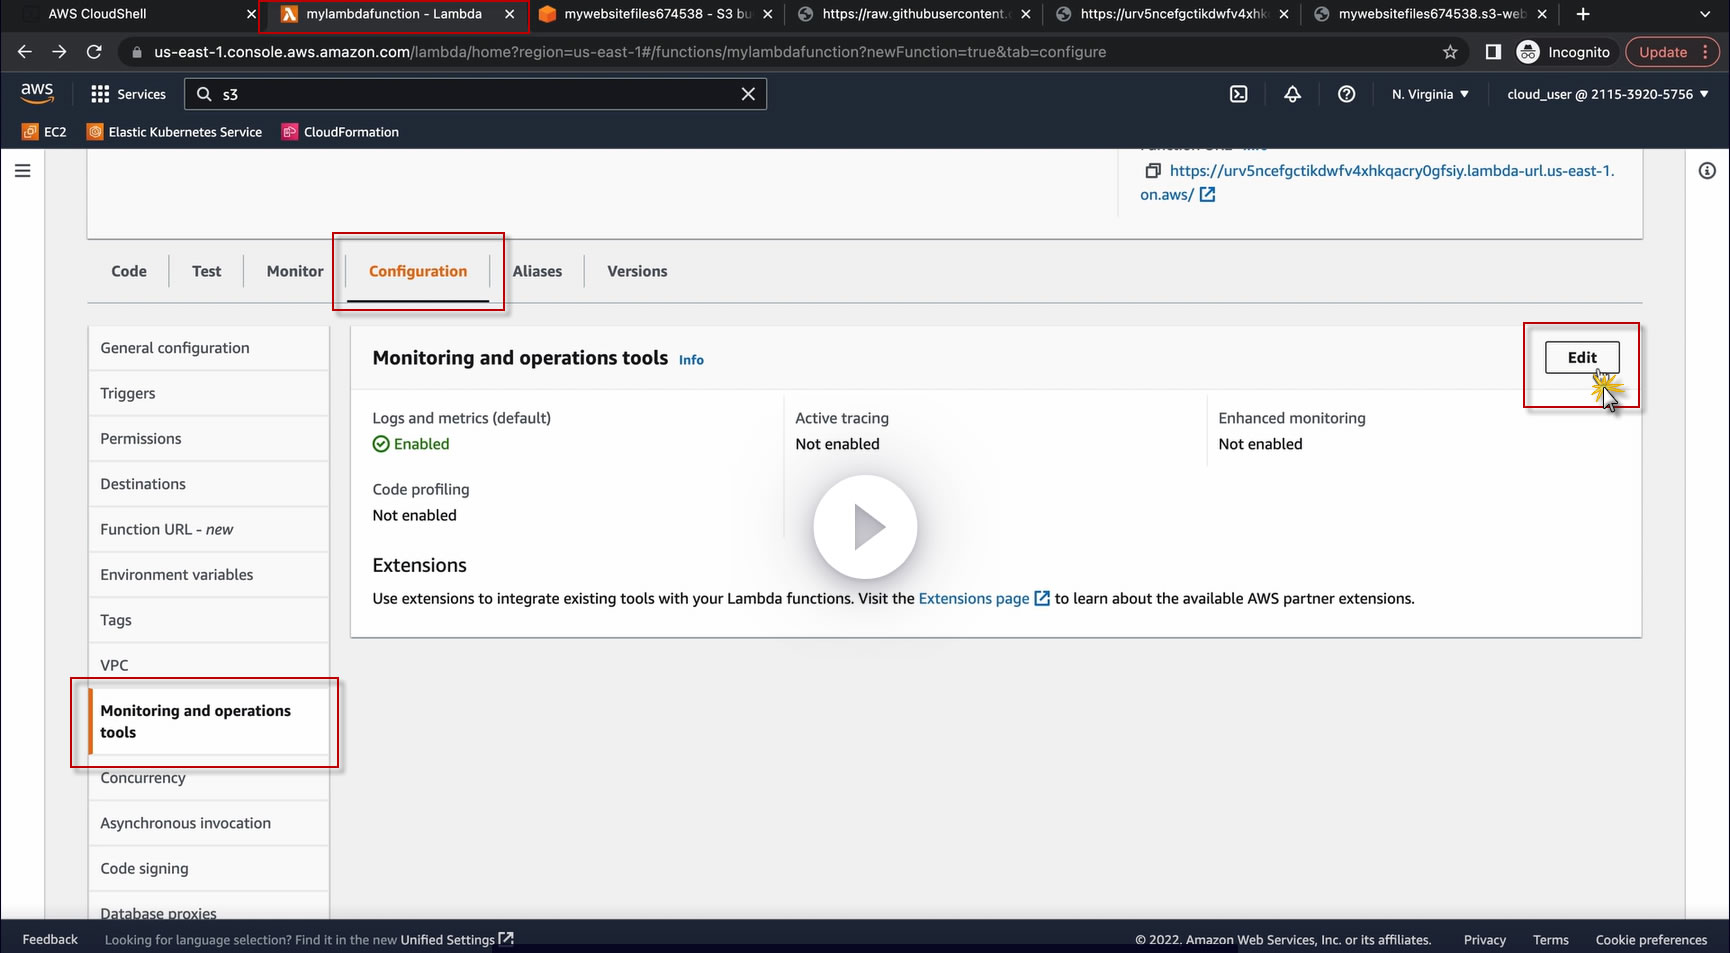 AWS CloudShell
mylambdafunction - Lambda
mywebsitefiles674538 - S3 bu
https://raw.githubusercontent.c
https://urv5ncefgctikdwfv4xhk
mywebsitefiles674538.s3-web
us-east-1.console.aws.amazon.com/lambda/home?region=us-east-1#/functions/mylambdafunction?newFunction=true&tab=configure
Incognito
Update
aws
Services
s3
N. Virginia
cloud_user @ 2115-3920-5756
EC2
Elastic Kubernetes Service
CloudFormation
https://urv5ncefgctikdwfv4xhkqacry0gfsiy.lambda-url.us-east-1.
on.aws/
Code
Test
Monitor
Configuration
Aliases
Versions
General configuration
Triggers
Permissions
Destinations
Function URL - new
Environment variables
Tags
VPC
Monitoring and operations
tools
Concurrency
Asynchronous invocation
Code signing
Database proxies
Monitoring and operations tools Info
Edit
Logs and metrics (default)
Enabled
Active tracing
Not enabled
Enhanced monitoring
Not enabled
Code profiling
Not enabled
Extensions
Use extensions to integrate existing tools with your Lambda functions. Visit the Extensions page to learn about the available AWS partner extensions.
Feedback
Looking for language selection? Find it in the new Unified Settings
© 2022, Amazon Web Services, Inc. or its affiliates.
Privacy
Terms
Cookie preferences